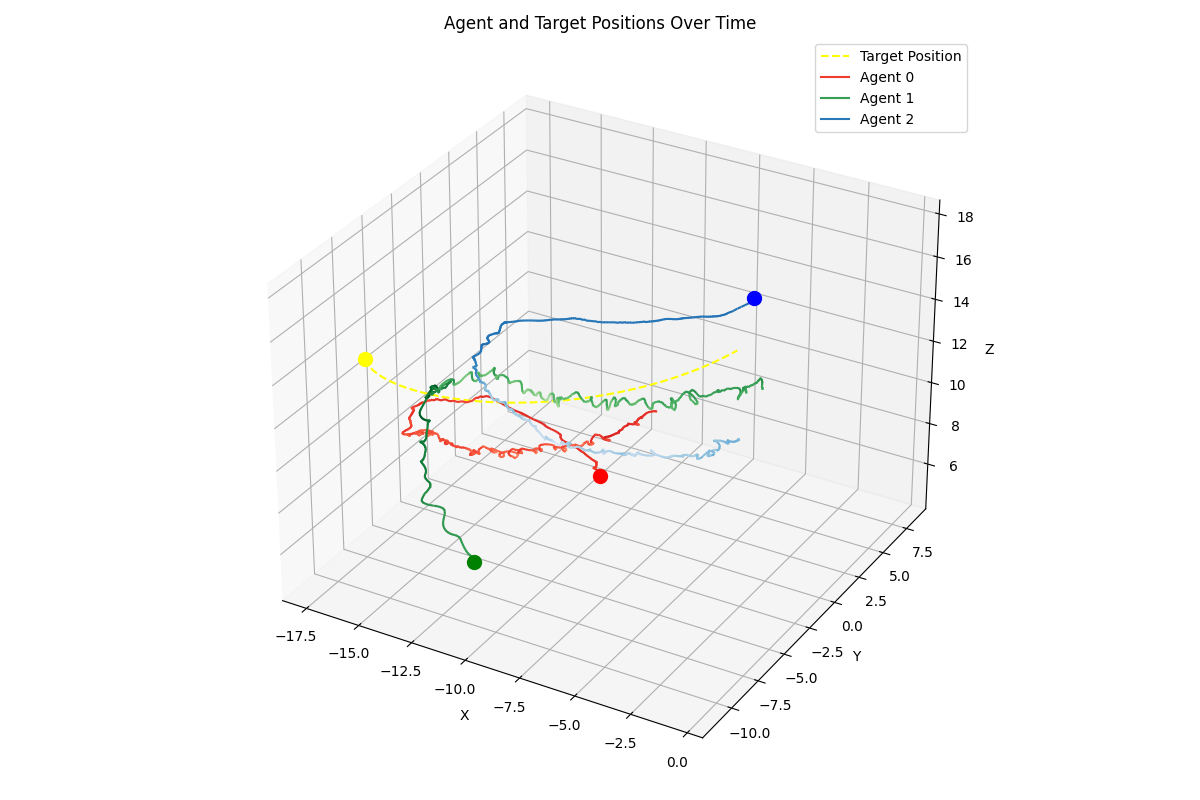 Agent and Target Positions Over Time
Target Position
Agent 0
Agent 1
Agent 2
18
16
14
12
10
8
6
Z
7.5
5.0
2.5
0.0
−2.5
−5.0
−7.5
−10.0
Y
−17.5
−15.0
−12.5
−10.0
−7.5
−5.0
−2.5
0.0
X